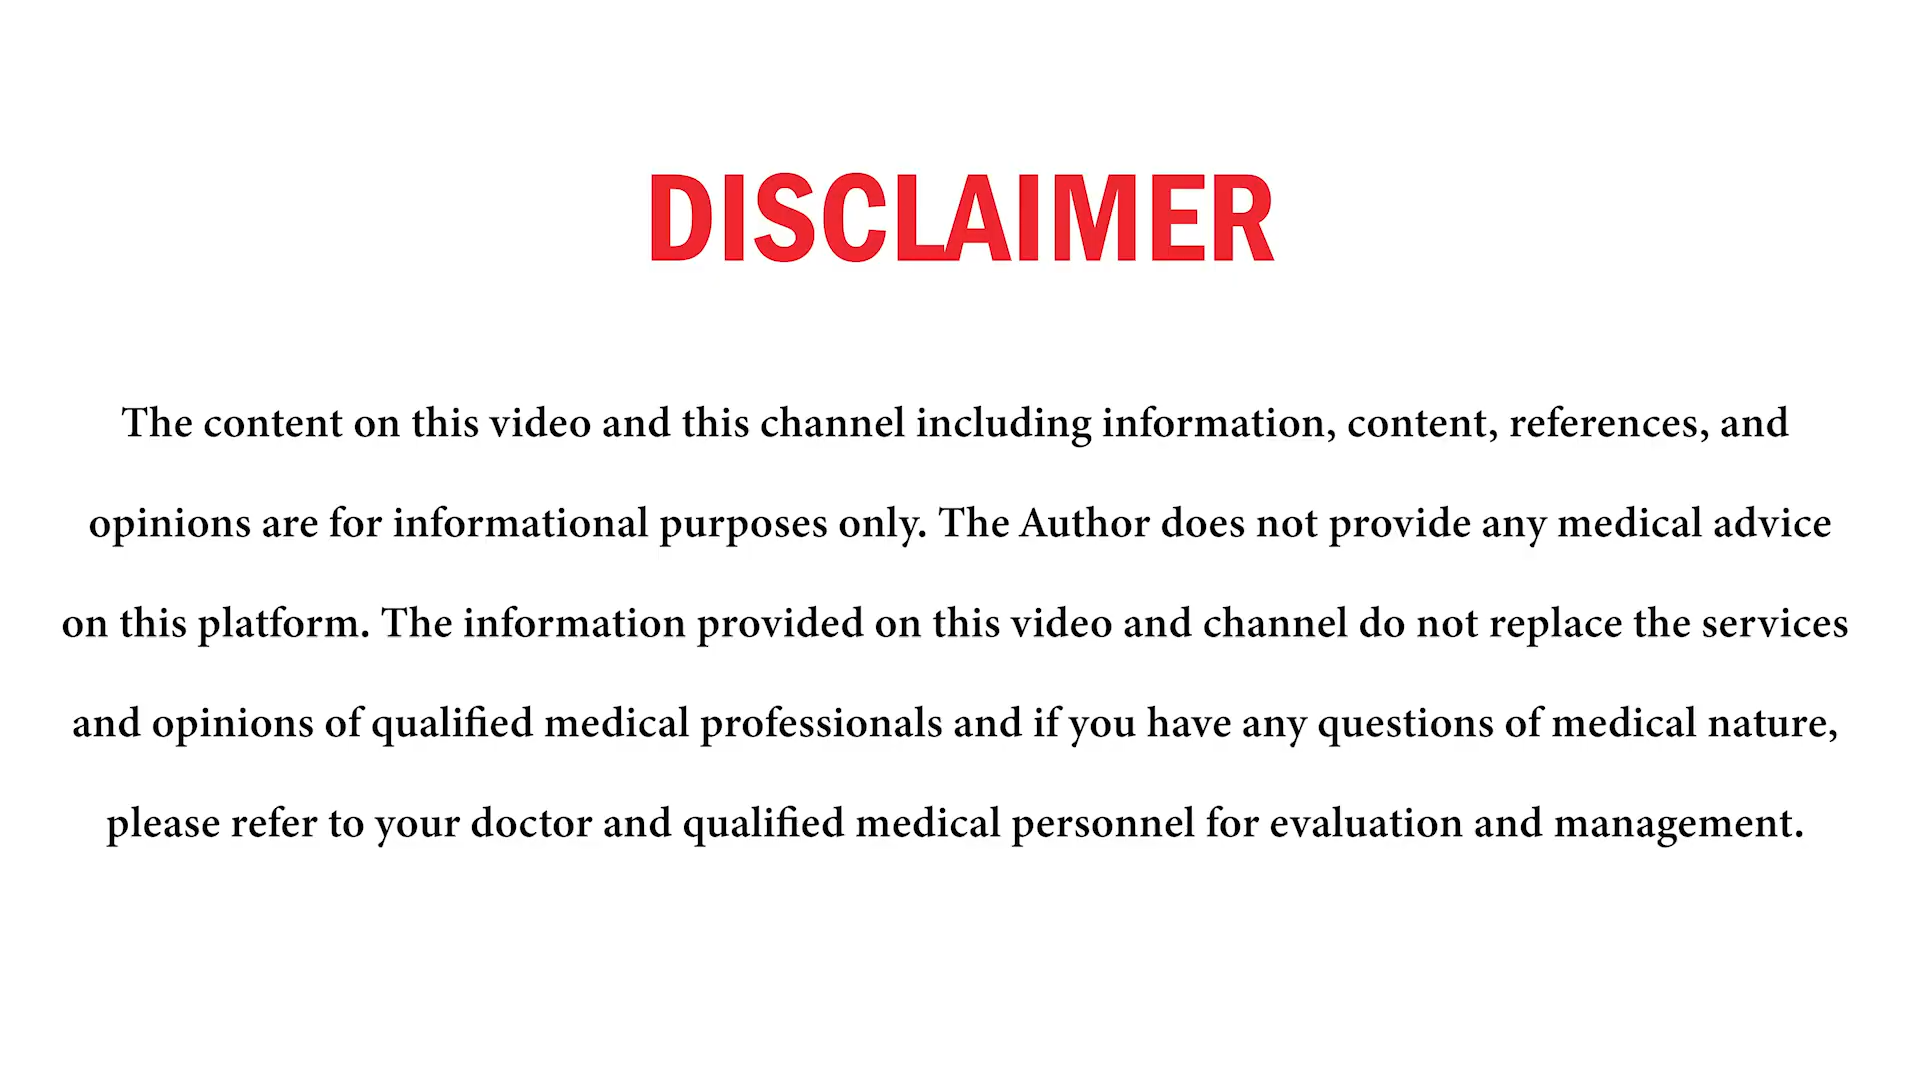 DISCLAIMER
The content on this video and this channel including information, content, references, and
opinions are for informational purposes only. The Author does not provide any medical advice
on this platform. The information provided on this video and channel do not replace the services
and opinions of qualified medical professionals and if you have any questions of medical nature,
please refer to your doctor and qualified medical personnel for evaluation and management.